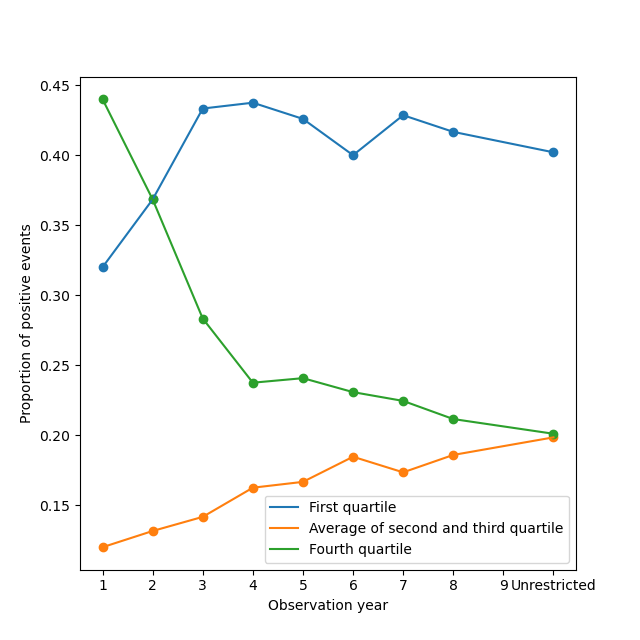 0.45
0.40
0.35
0.30
0.25
0.20
0.15
Proportion of positive events
First quartile
Average of second and third quartile
Fourth quartile
1 2 3 4 5 6 7 8 9 Unrestricted
Observation year